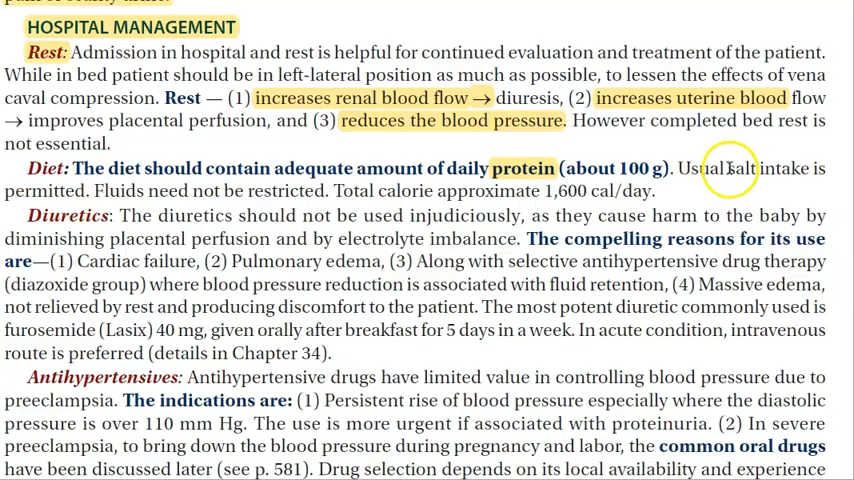 HOSPITAL MANAGEMENT
Rest: Admission in hospital and rest is helpful for continued evaluation and treatment of the patient.
While in bed patient should be in left-lateral position as much as possible, to lessen the effects of vena
caval compression. Rest — (1) increases renal blood flow → diuresis, (2) increases uterine blood flow
→ improves placental perfusion, and (3) reduces the blood pressure. However completed bed rest is
not essential.
Diet: The diet should contain adequate amount of daily protein (about 100 g). Usual salt intake is
permitted. Fluids need not be restricted. Total calorie approximate 1,600 cal/day.
Diuretics: The diuretics should not be used injudiciously, as they cause harm to the baby by
diminishing placental perfusion and by electrolyte imbalance. The compelling reasons for its use
are—(1) Cardiac failure, (2) Pulmonary edema, (3) Along with selective antihypertensive drug therapy
(diazoxide group) where blood pressure reduction is associated with fluid retention, (4) Massive edema,
not relieved by rest and producing discomfort to the patient. The most potent diuretic commonly used is
furosemide (Lasix) 40 mg, given orally after breakfast for 5 days in a week. In acute condition, intravenous
route is preferred (details in Chapter 34).
Antihypertensives: Antihypertensive drugs have limited value in controlling blood pressure due to
preeclampsia. The indications are: (1) Persistent rise of blood pressure especially where the diastolic
pressure is over 110 mm Hg. The use is more urgent if associated with proteinuria. (2) In severe
preeclampsia, to bring down the blood pressure during pregnancy and labor, the common oral drugs
have been discussed later (see p. 581). Drug selection depends on its local availability and experience